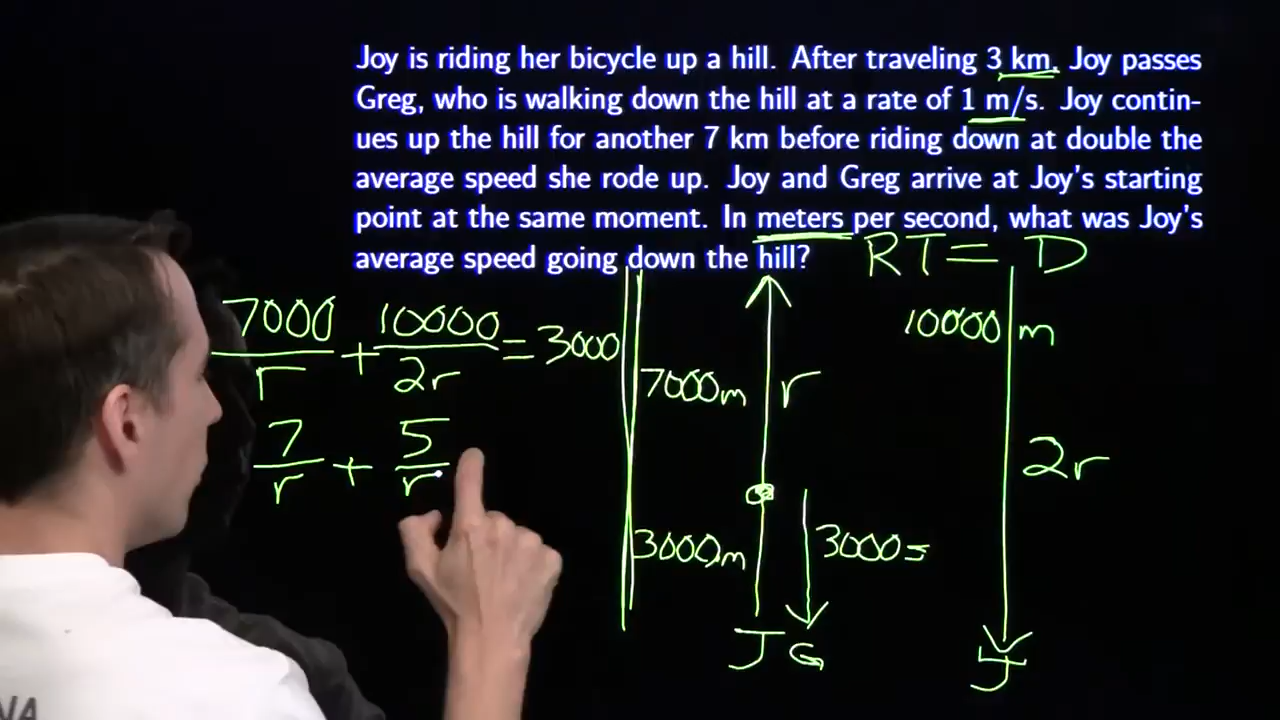 Joy is riding her bicycle up a hill. After traveling 3 km, Joy passes
Greg, who is walking down the hill at a rate of 1 m/s. Joy contin-
ues up the hill for another 7 km before riding down at double the
average speed she rode up. Joy and Greg arrive at Joy's starting
point at the same moment. In meters per second, what was Joy's
average speed going down the hill?
RT = D
7000/r + 10000/2r = 3000
7/r + 5/r
7000m
r
3000m
3000s
J G
10000 m
2r
J